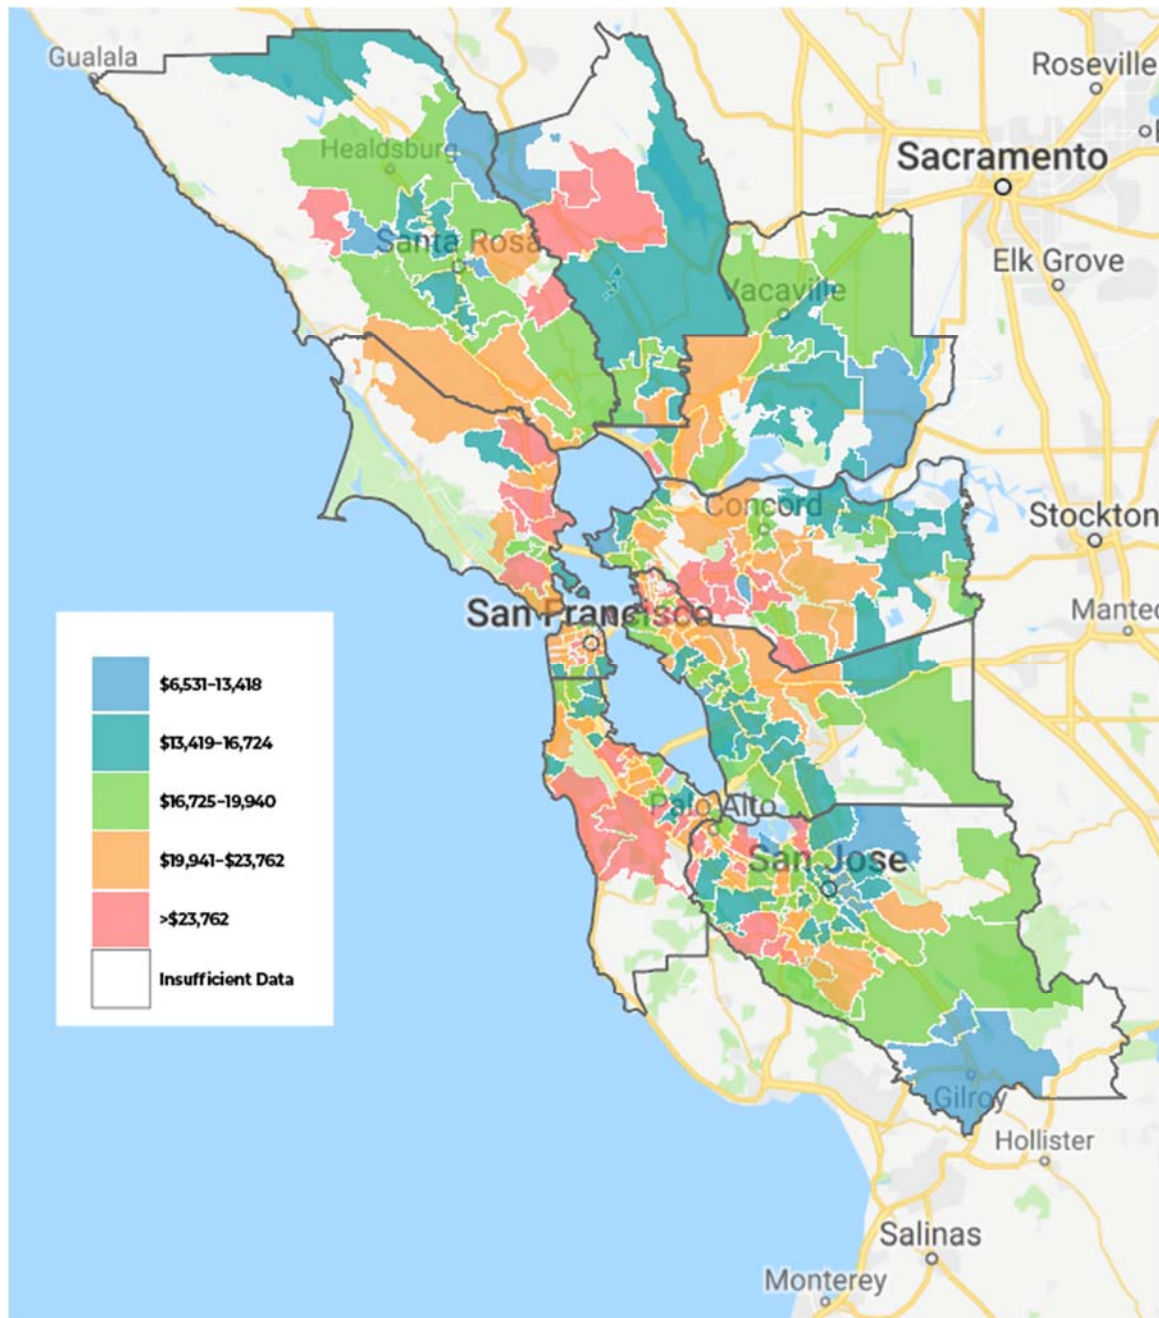 Gualala
Roseville
Healdsburg
Sacramento
Santa Rosa
Elk Grove
Vacaville
Concord
Stockton
San Francisco
Mantec
$6,531–13,418
$13,419–16,724
$16,725–19,940
$19,941–$23,762
>$23,762
Insufficient Data
Palo Alto
San Jose
Gilroy
Hollister
Salinas
Monterey